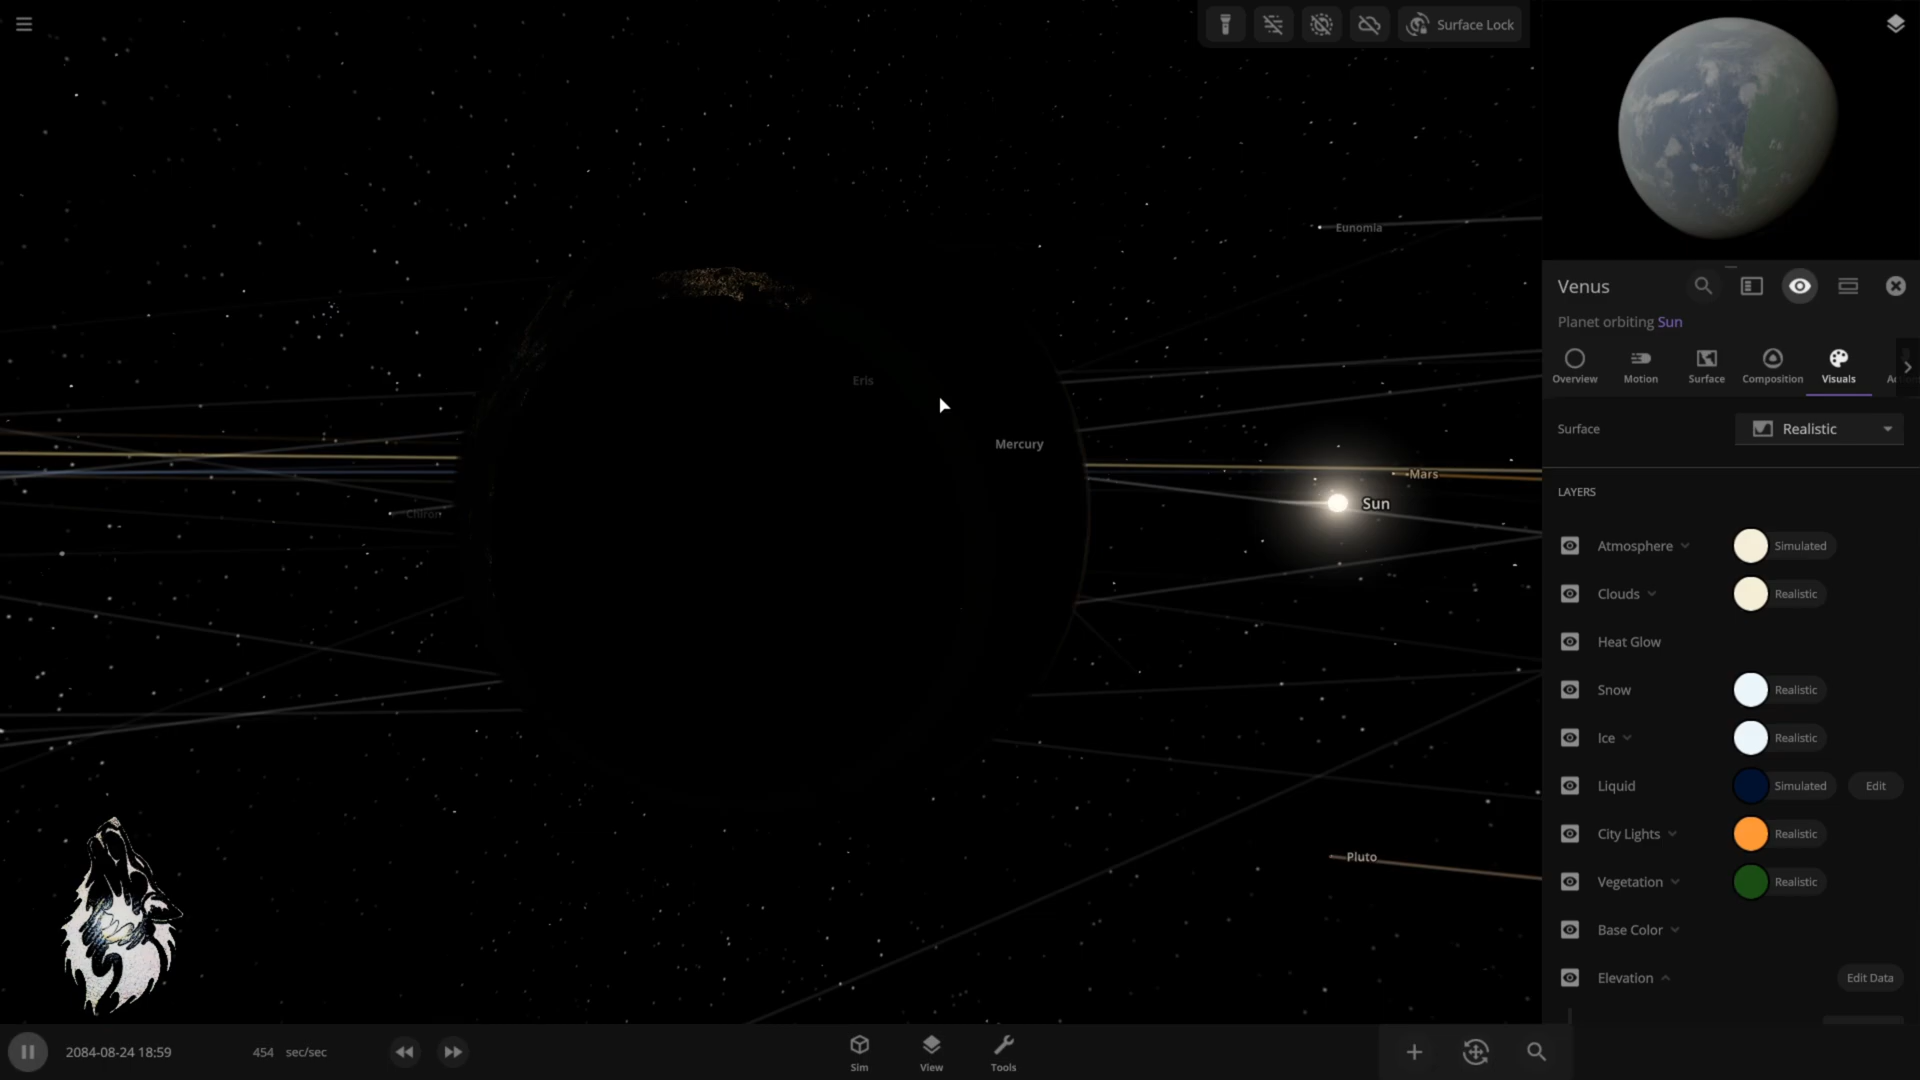 Surface Lock
Eunomia
Eris
Mercury
Mars
Sun
Chiron
Pluto
Venus
Planet orbiting Sun
Overview
Motion
Surface
Composition
Visuals
Surface
Realistic
LAYERS
Atmosphere
Simulated
Clouds
Realistic
Heat Glow
Snow
Realistic
Ice
Realistic
Liquid
Simulated
Edit
City Lights
Realistic
Vegetation
Realistic
Base Color
Elevation
Edit Data
2084-08-24 18:59
454 sec/sec
Sim
View
Tools